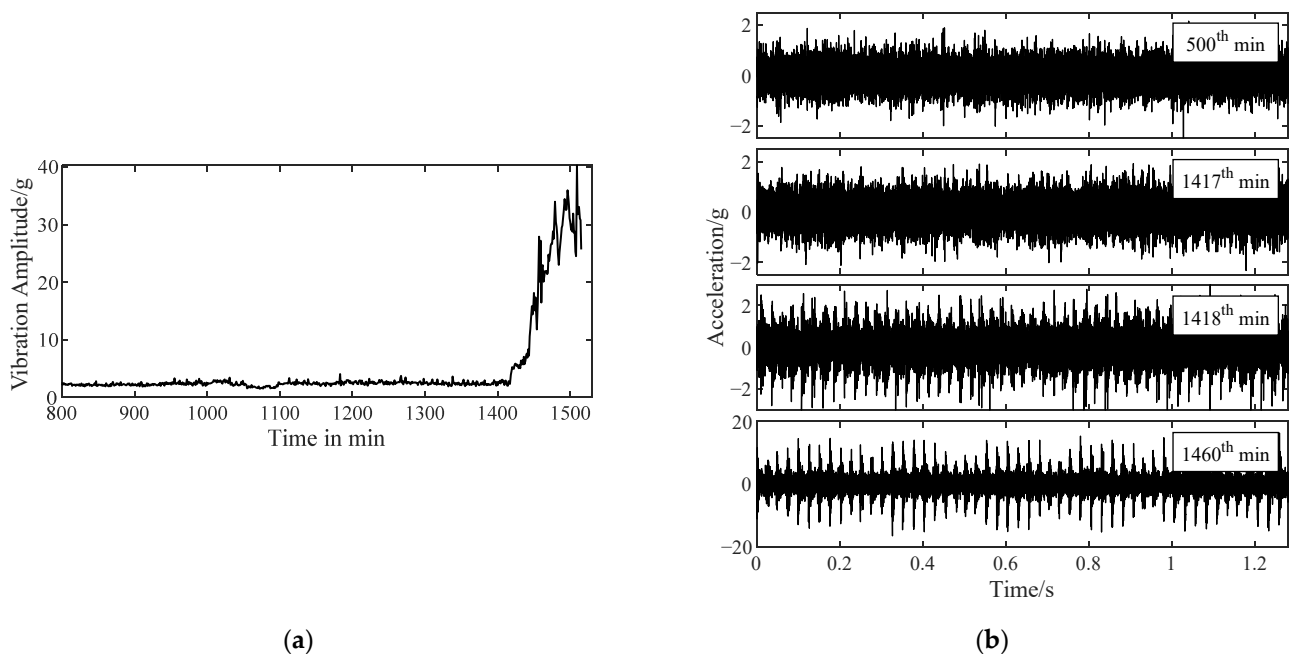 40
30
20
10
0
Vibration Amplitude/g
800 900 1000 1100 1200 1300 1400 1500
Time in min
(a)
Acceleration/g
2
0
−2
500th min
2
0
−2
1417th min
2
0
−2
1418th min
20
0
−20
1460th min
0 0.2 0.4 0.6 0.8 1 1.2
Time/s
(b)